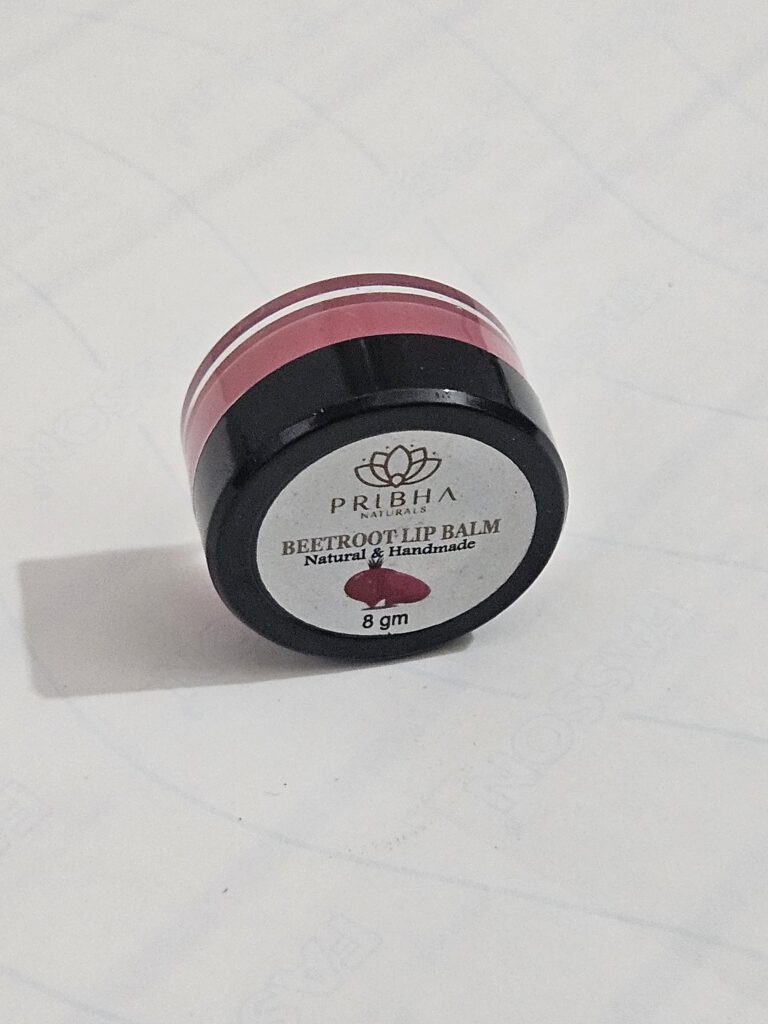 PRIBHA
NATURALS
BEETROOT LIP BALM
Natural & Handmade
8 gm